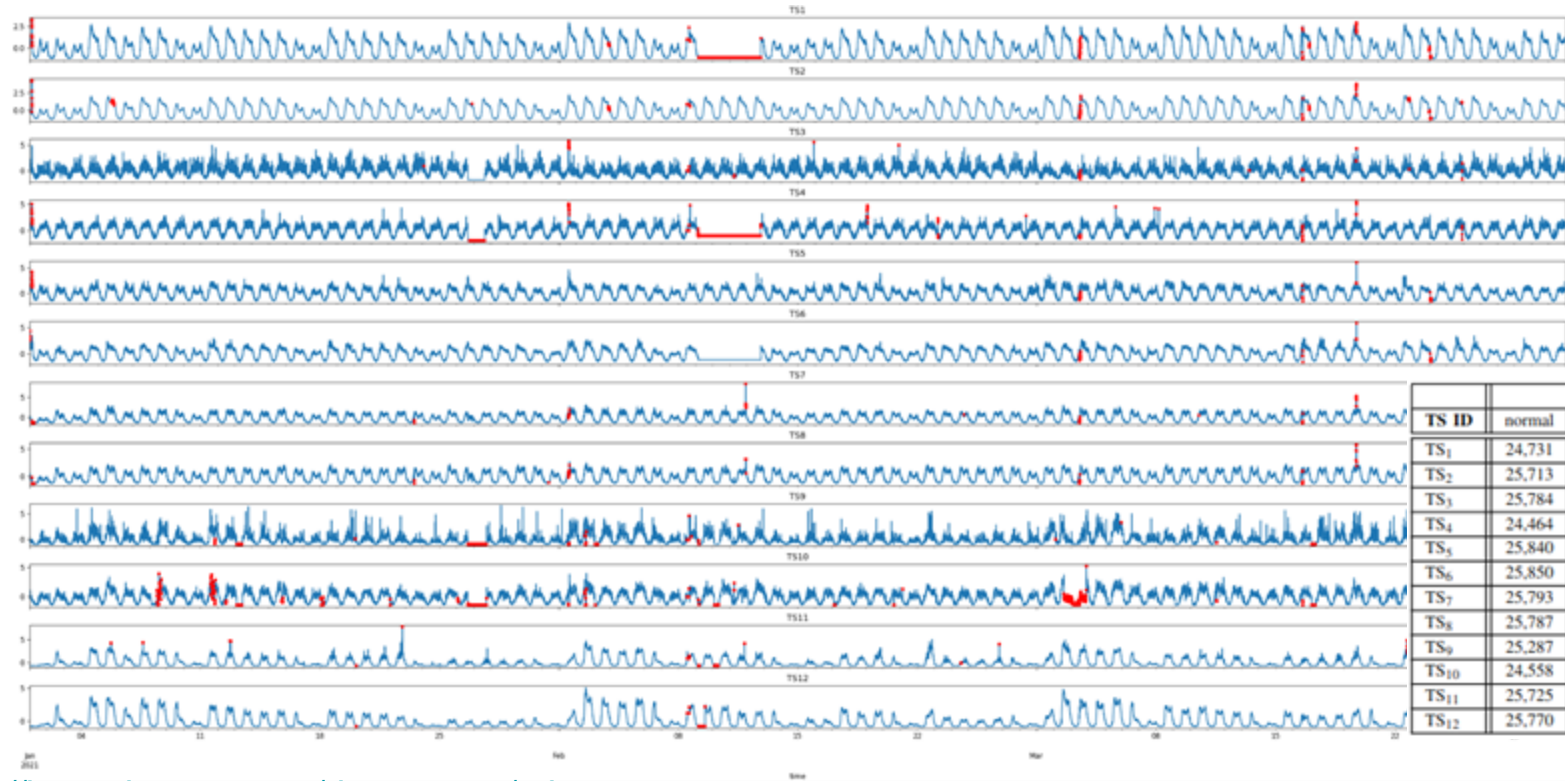 TS1
2.5
0.0
TS2
2.5
0.0
TS3
5
0
TS4
5
0
TS5
5
0
TS6
5
0
TS7
5
0
TS8
5
0
TS9
5
0
TS10
5
0
TS11
5
0
TS12
5
0
04 11 18 25 08 15 22 08 15 22
Jan Feb Mar
2021
time
TS ID normal
TS₁ 24,731
TS₂ 25,713
TS₃ 25,784
TS₄ 24,464
TS₅ 25,840
TS₆ 25,850
TS₇ 25,793
TS₈ 25,787
TS₉ 25,287
TS₁₀ 24,558
TS₁₁ 25,725
TS₁₂ 25,770